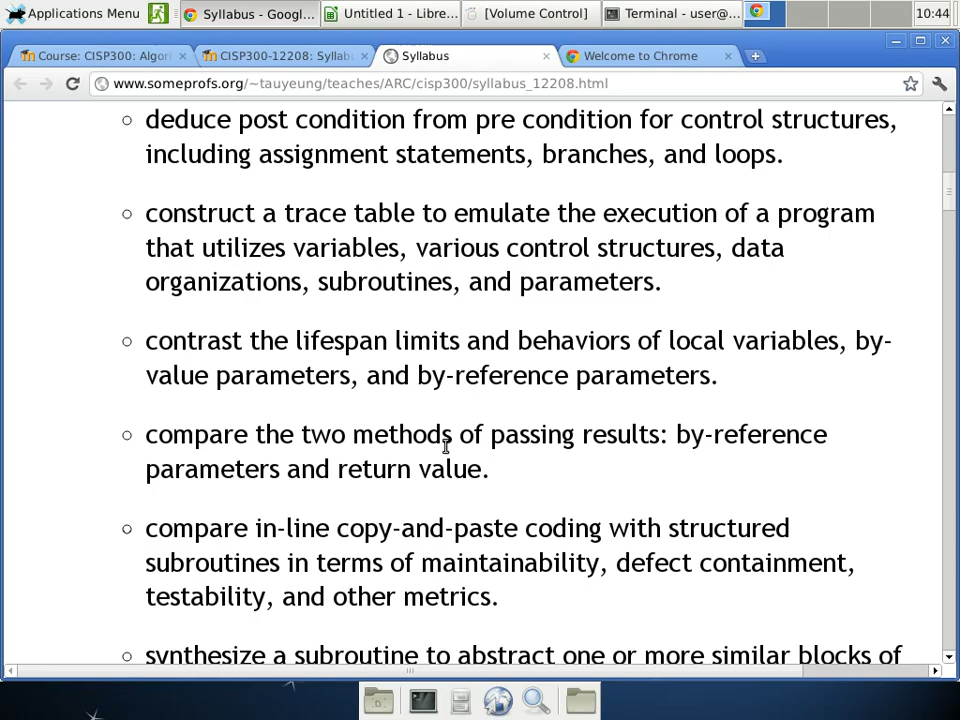 Applications Menu
Syllabus - Googl...
Untitled 1 - Libre...
[Volume Control]
Terminal - user@...
10:44
Course: CISP300: Algori
CISP300-12208: Syllab
Syllabus
Welcome to Chrome
www.someprofs.org/~tauyeung/teaches/ARC/cisp300/syllabus_12208.html
deduce post condition from pre condition for control structures,
including assignment statements, branches, and loops.
construct a trace table to emulate the execution of a program
that utilizes variables, various control structures, data
organizations, subroutines, and parameters.
contrast the lifespan limits and behaviors of local variables, by-
value parameters, and by-reference parameters.
compare the two methods of passing results: by-reference
parameters and return value.
compare in-line copy-and-paste coding with structured
subroutines in terms of maintainability, defect containment,
testability, and other metrics.
synthesize a subroutine to abstract one or more similar blocks of